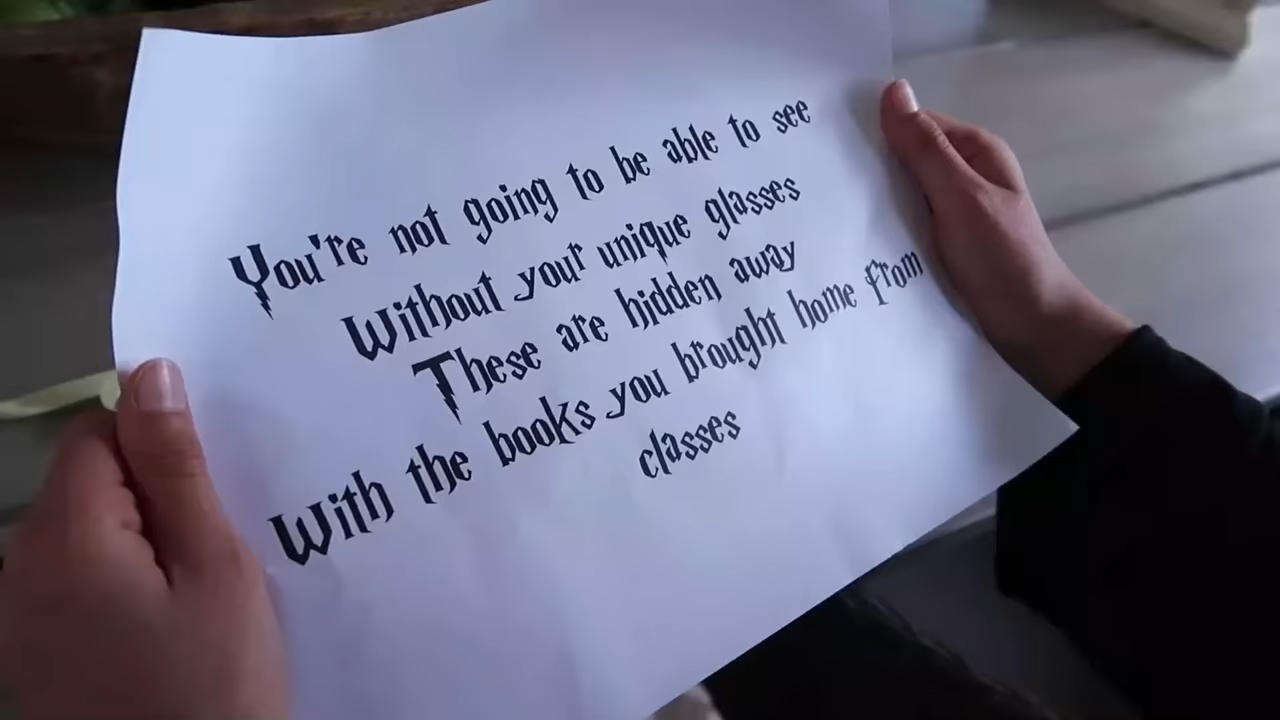 You're not going to be able to see
Without your unique glasses
These are hidden away
With the books you brought home from
classes